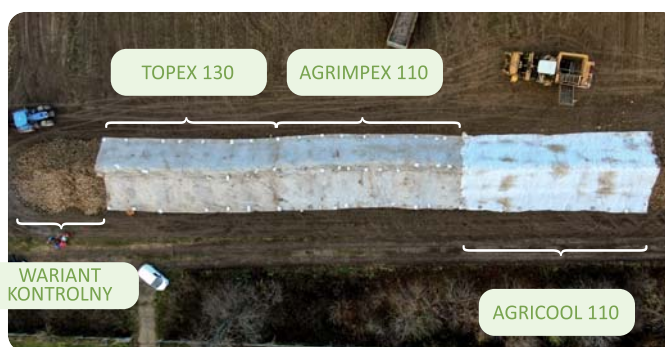 TOPEX 130
AGRIMPEX 110
WARIANT
KONTROLNY
AGRICOOL 110